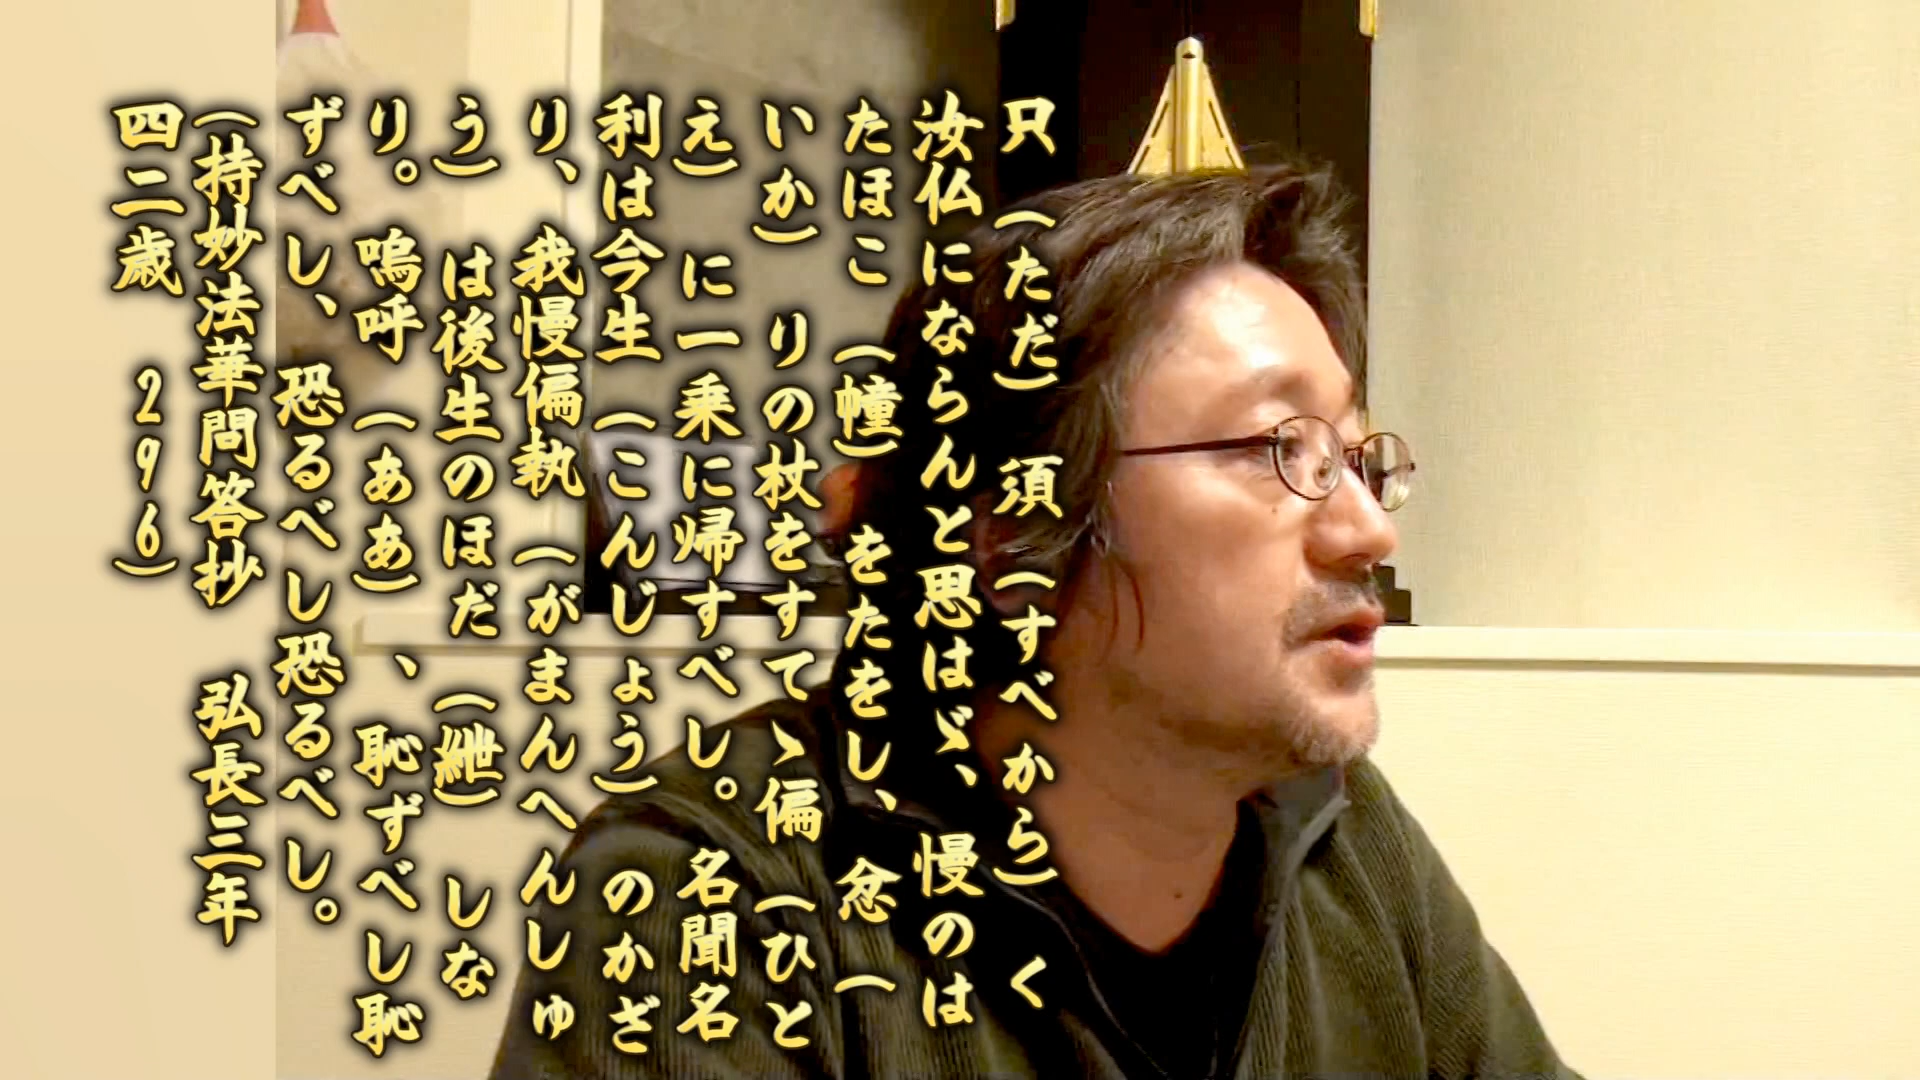 只（ただ）須（すべから）く
汝仏にならんと思はゞ、慢のは
たほこ（幢）をたをし、忿（
いか）りの杖をすてゝ偏（ひと
え）に一乗に帰すべし。名聞名
利は今生（こんじょう）のかざ
り、我慢偏執（がまんへんしゅ
う）は後生のほだ（紲）しな
り。嗚呼（ああ）、恥ずべし恥
ずべし、恐るべし恐るべし。
（持妙法華問答抄　弘長三年
四二歳　296）